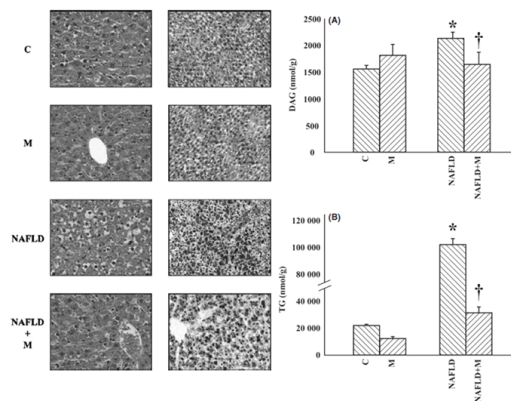 C
M
NAFLD
NAFLD
+
M
(A)
DAG (nmol/g)
2500
2000
1500
1000
500
0
*
†
C
M
NAFLD
NAFLD+M
(B)
TG (nmol/g)
120 000
100 000
80 000
40 000
20 000
0
*
†
C
M
NAFLD
NAFLD+M